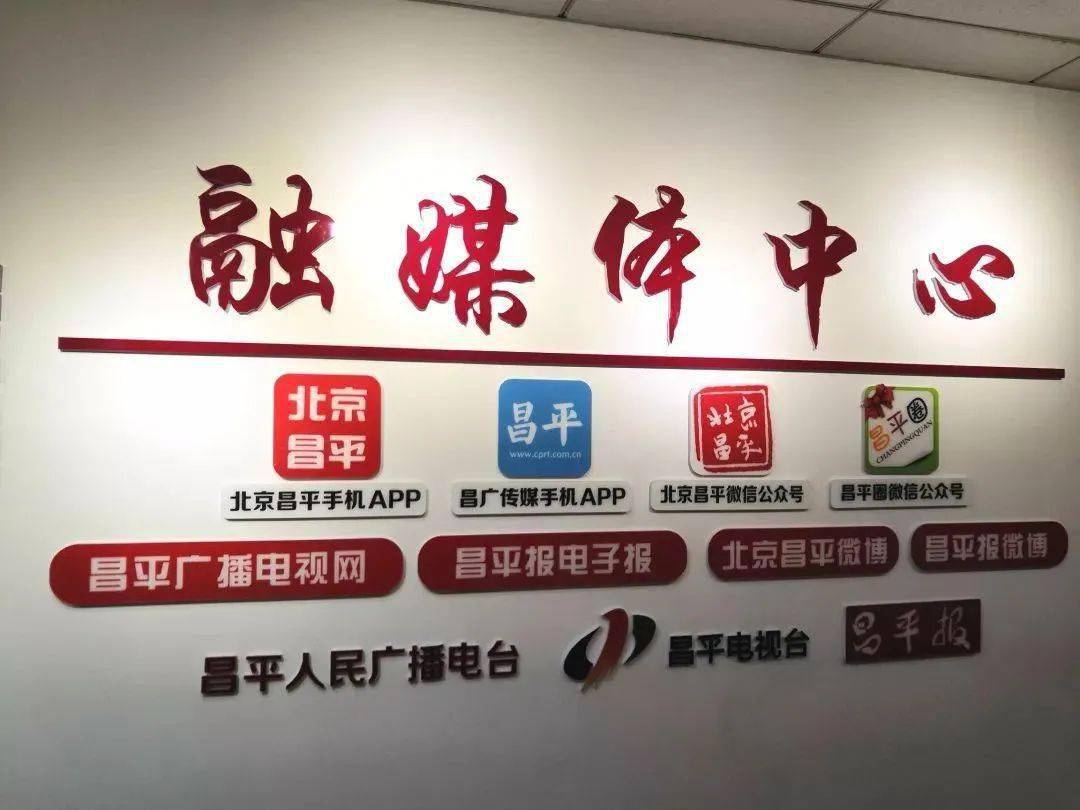 融媒体中心
北京
昌平
昌平
www.cprt.com.cn
北京
昌平
昌平圈
CHANGPINGQUAN
北京昌平手机APP
昌广传媒手机APP
北京昌平微信公众号
昌平圈微信公众号
昌平广播电视网
昌平报电子报
北京昌平微博
昌平报微博
昌平人民广播电台
昌平电视台
昌平报